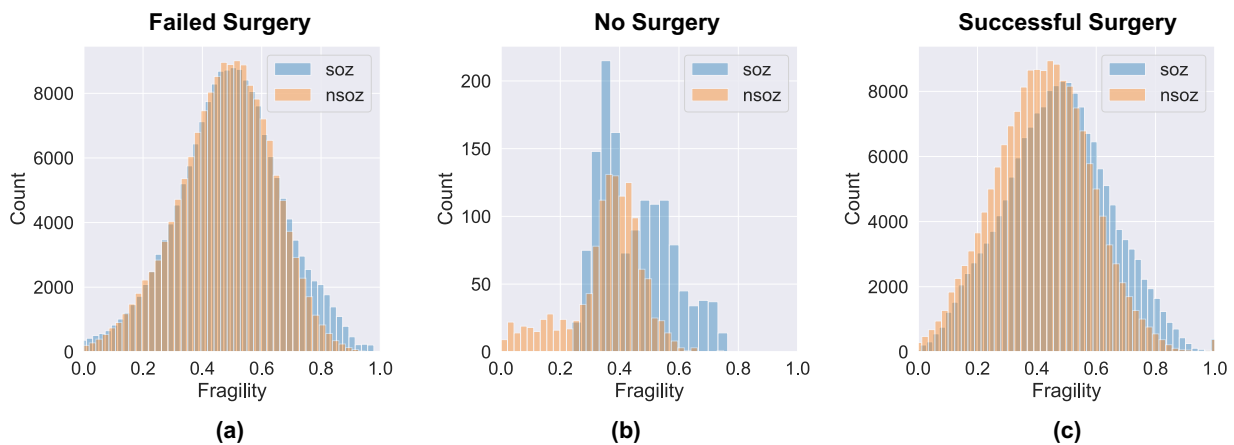 Failed Surgery
No Surgery
Successful Surgery
soz
nsoz
8000
6000
4000
2000
0
Count
0.0 0.2 0.4 0.6 0.8 1.0
Fragility
(a)
soz
nsoz
200
150
100
50
0
Count
0.0 0.2 0.4 0.6 0.8 1.0
Fragility
(b)
soz
nsoz
8000
6000
4000
2000
0
Count
0.0 0.2 0.4 0.6 0.8 1.0
Fragility
(c)